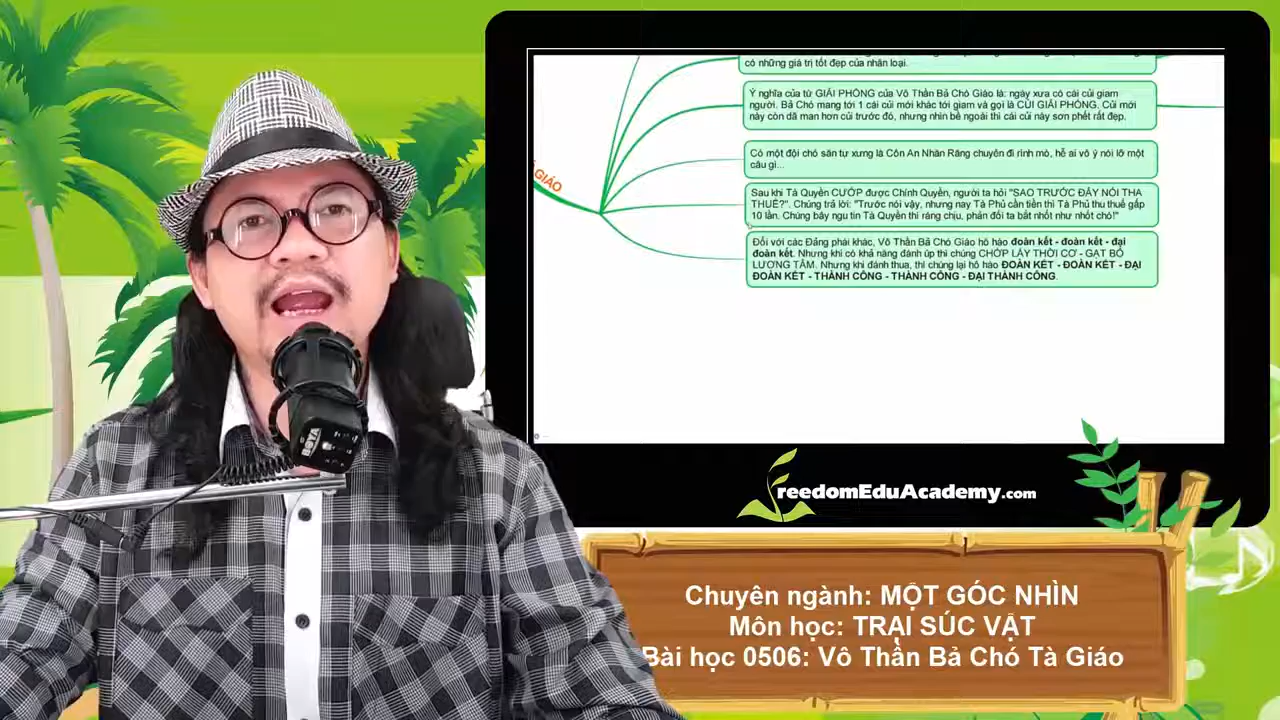 có những giá trị tốt đẹp của nhân loại.
Ý nghĩa của từ GIẢI PHÓNG của Vô Thần Bả Chó Giáo là: ngày xưa có cái củi giam
người. Bả Chó mang tới 1 cái củi mới khác tới giam và gọi là CỦI GIẢI PHÓNG. Củi mới
này còn dã man hơn củi trước đó, nhưng nhìn bề ngoài thì cái củi này sơn phết rất đẹp.
Có một đội chó săn tự xưng là Côn An Nhân Răng chuyên đi rình mò, hễ ai vô ý nói lỡ một
câu gì...
GIÁO
Sau khi Tà Quyền CƯỚP được Chính Quyền, người ta hỏi "SAO TRƯỚC ĐÂY NÓI THA
THUẾ?". Chúng trả lời: "Trước nói vậy, nhưng nay Tà Phủ cần tiền thì Tà Phủ thu thuế gấp
10 lần. Chúng bây ngu tin Tà Quyền thì ráng chịu, phản đối ta bắt nhốt như nhốt chó!"
Đối với các Đảng phái khác, Vô Thần Bả Chó Giáo hô hào đoàn kết - đoàn kết - đại
đoàn kết. Nhưng khi có khả năng đánh úp thì chúng CHỚP LẤY THỜI CƠ - GẠT BỎ
LƯƠNG TÂM. Nhưng khi đánh thua, thì chúng lại hô hào ĐOÀN KẾT - ĐOÀN KẾT - ĐẠI
ĐOÀN KẾT - THÀNH CÔNG - THÀNH CÔNG - ĐẠI THÀNH CÔNG.
BOYA
FreedomEduAcademy.com
Chuyên ngành: MỘT GÓC NHÌN
Môn học: TRẠI SÚC VẬT
Bài học 0506: Vô Thần Bả Chó Tà Giáo